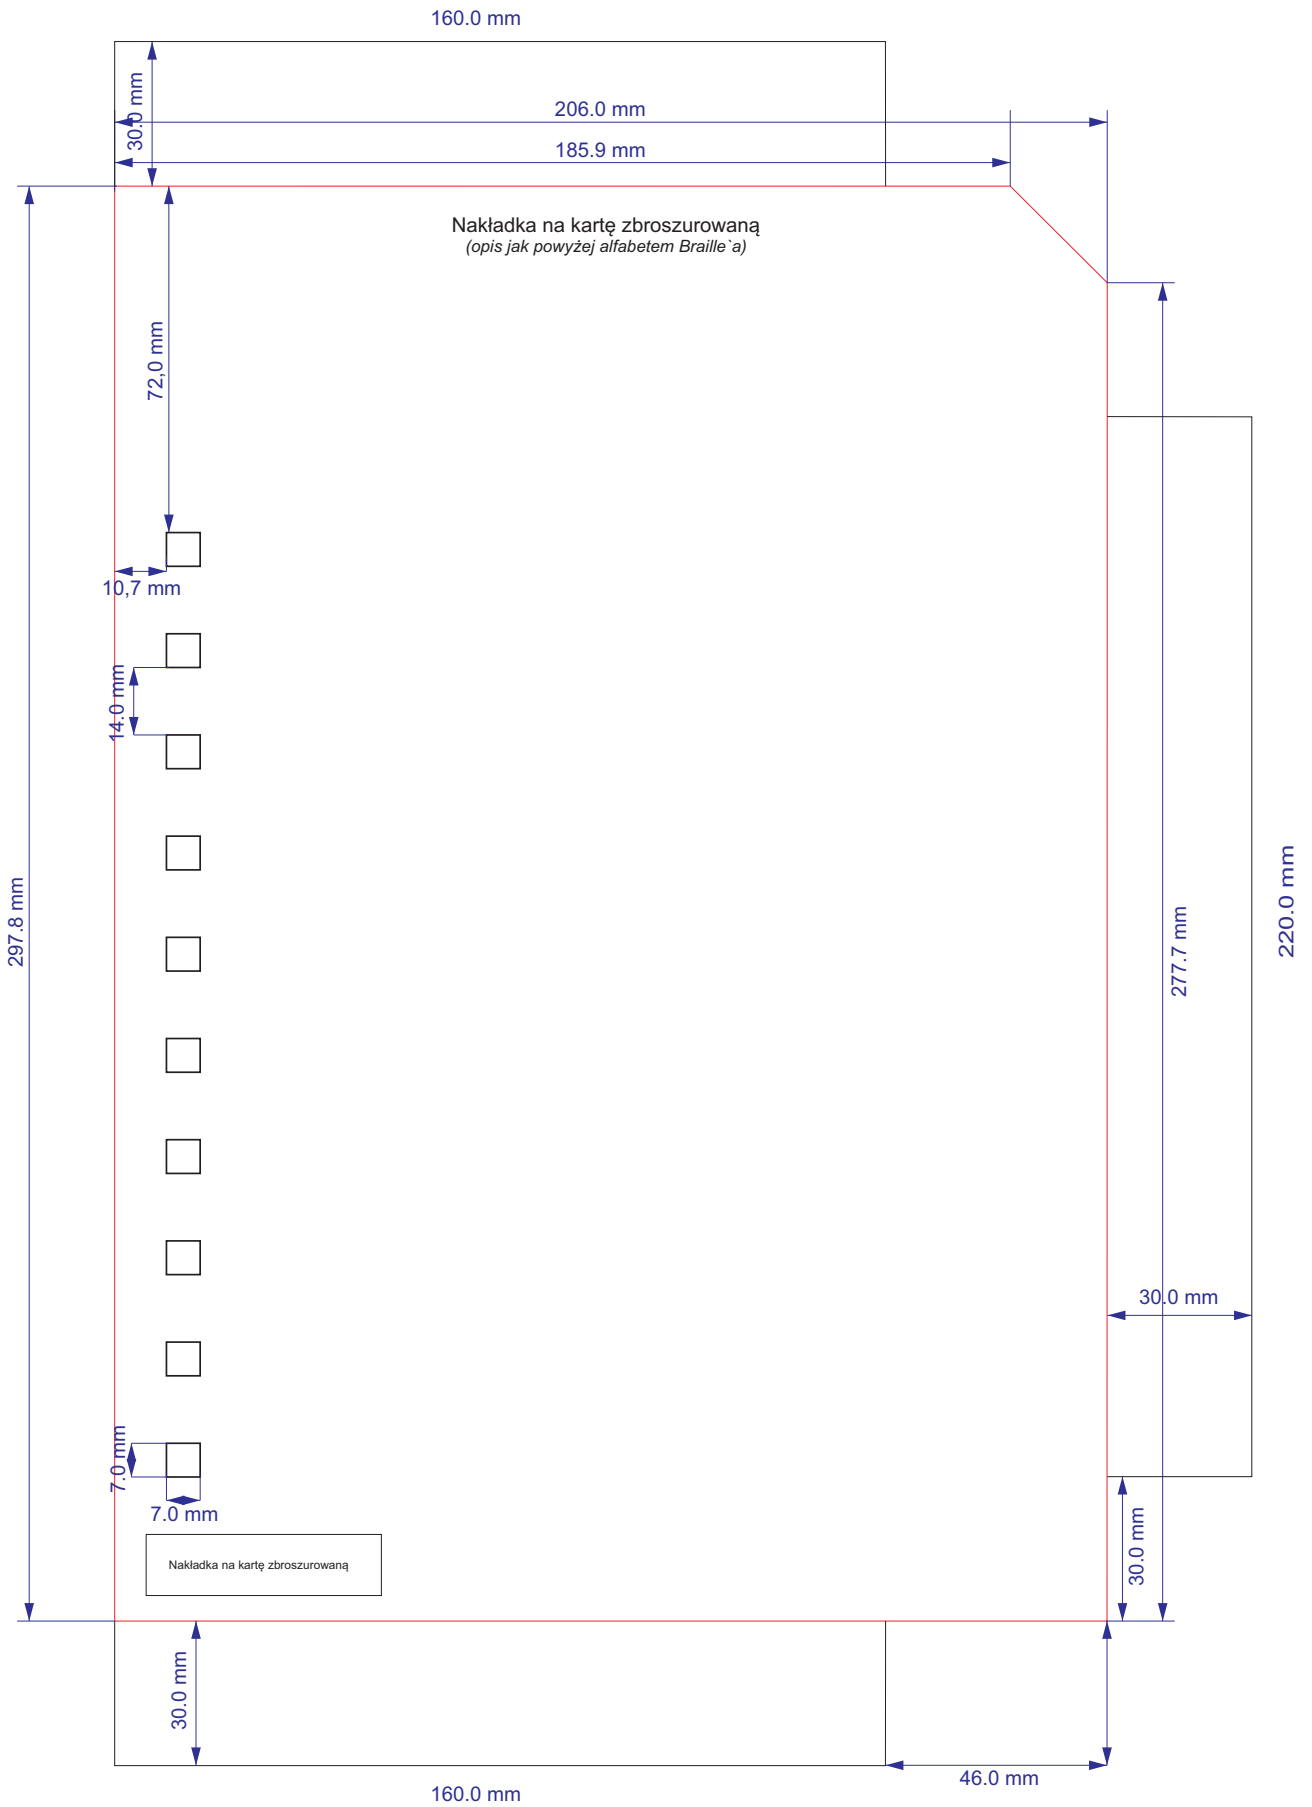 160.0 mm
30.0 mm
206.0 mm
185.9 mm
Nakładka na kartę zbroszurowaną
(opis jak powyżej alfabetem Braille`a)
72,0 mm
10,7 mm
14.0 mm
297.8 mm
220.0 mm
277.7 mm
30.0 mm
7.0 mm
7.0 mm
Nakładka na kartę zbroszurowaną
30.0 mm
30.0 mm
46.0 mm
160.0 mm